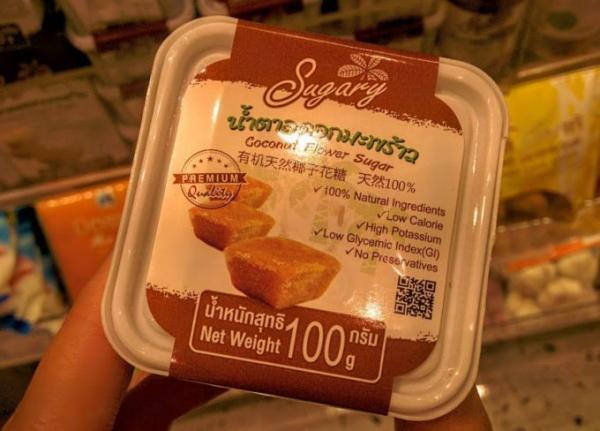 Sugary
น้ำตาลดอกมะพร้าว
Coconut Flower Sugar
有机天然椰子花糖 天然100%
PREMIUM
Quality
✓100% Natural Ingredients
✓Low Calorie
✓High Potassium
✓Low Glycemic Index(GI)
✓No Preservatives
น้ำหนักสุทธิ 100 กรัม
Net Weight g